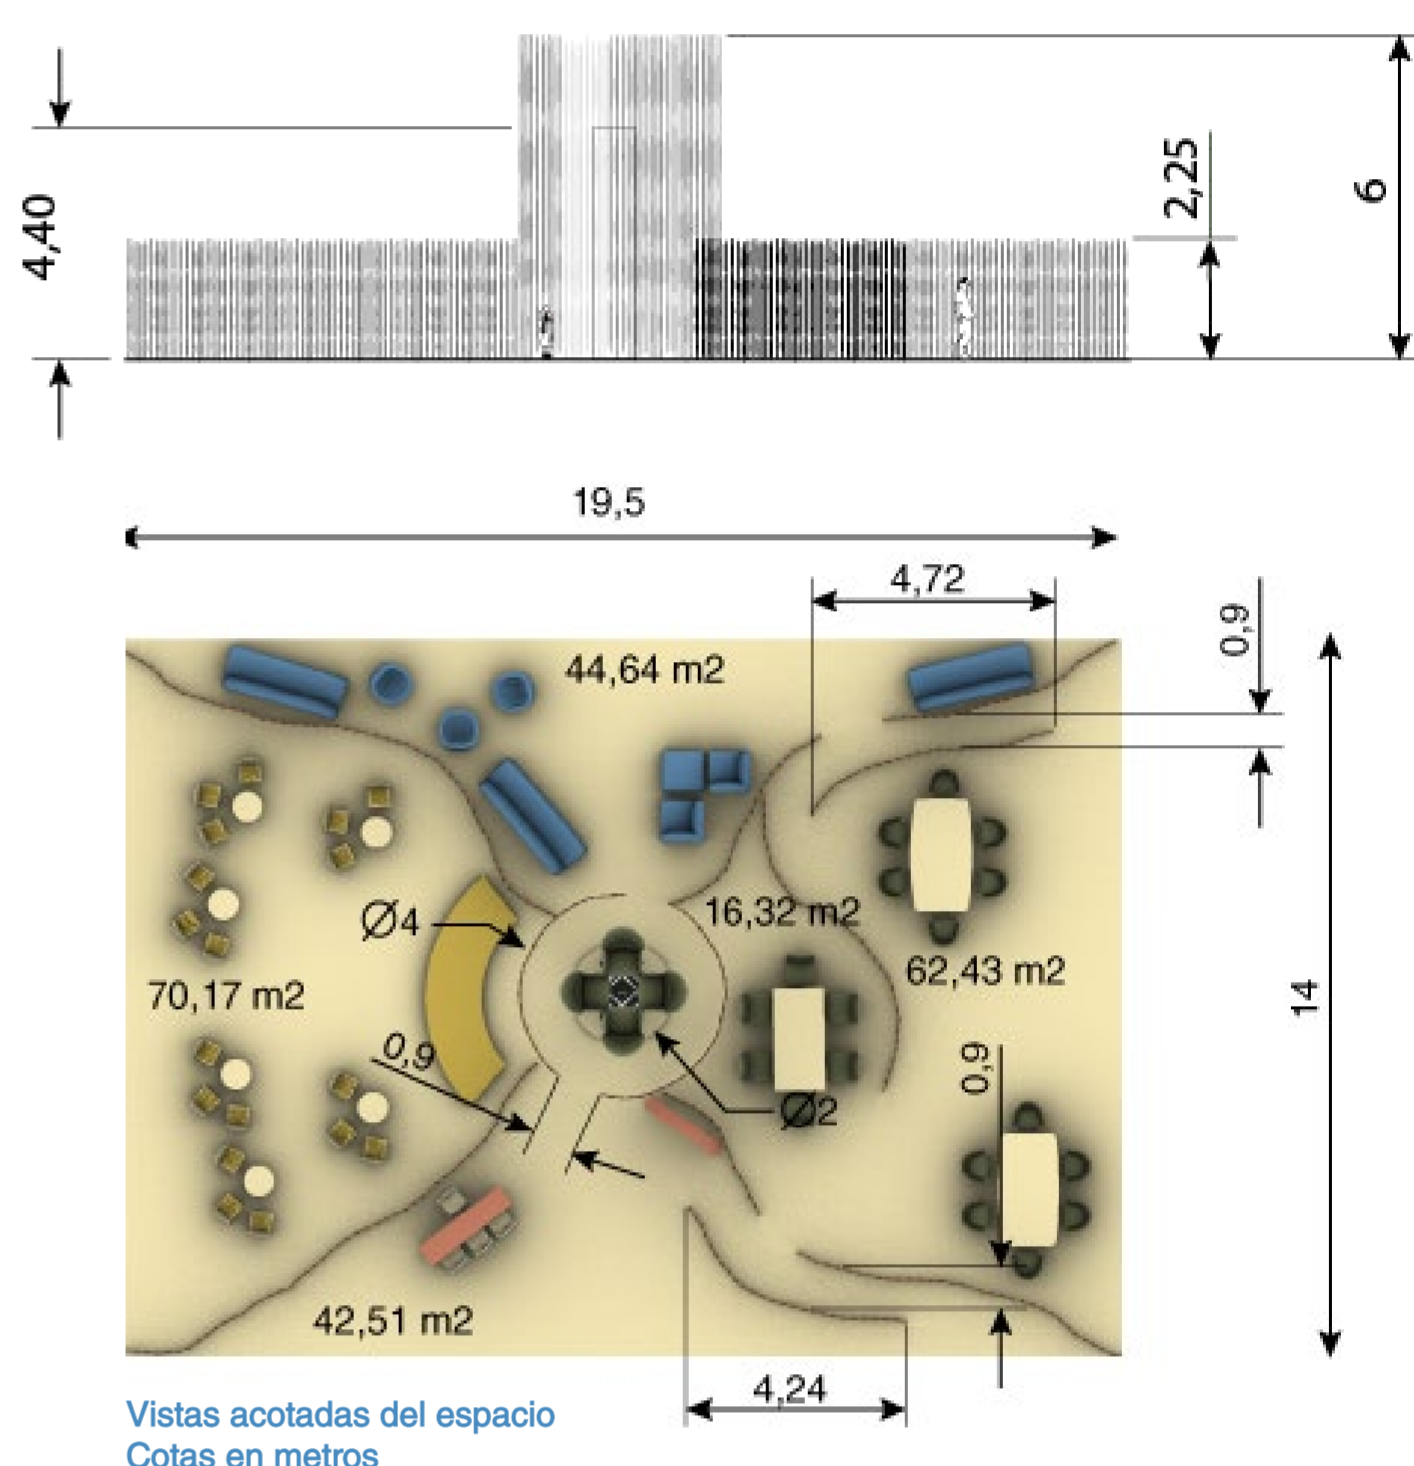 4,40
2,25
6
19,5
4,72
0,9
44,64 m2
Ø4
16,32 m2
62,43 m2
70,17 m2
14
0,9
0,9
Ø2
42,51 m2
4,24
Vistas acotadas del espacio
Cotas en metros